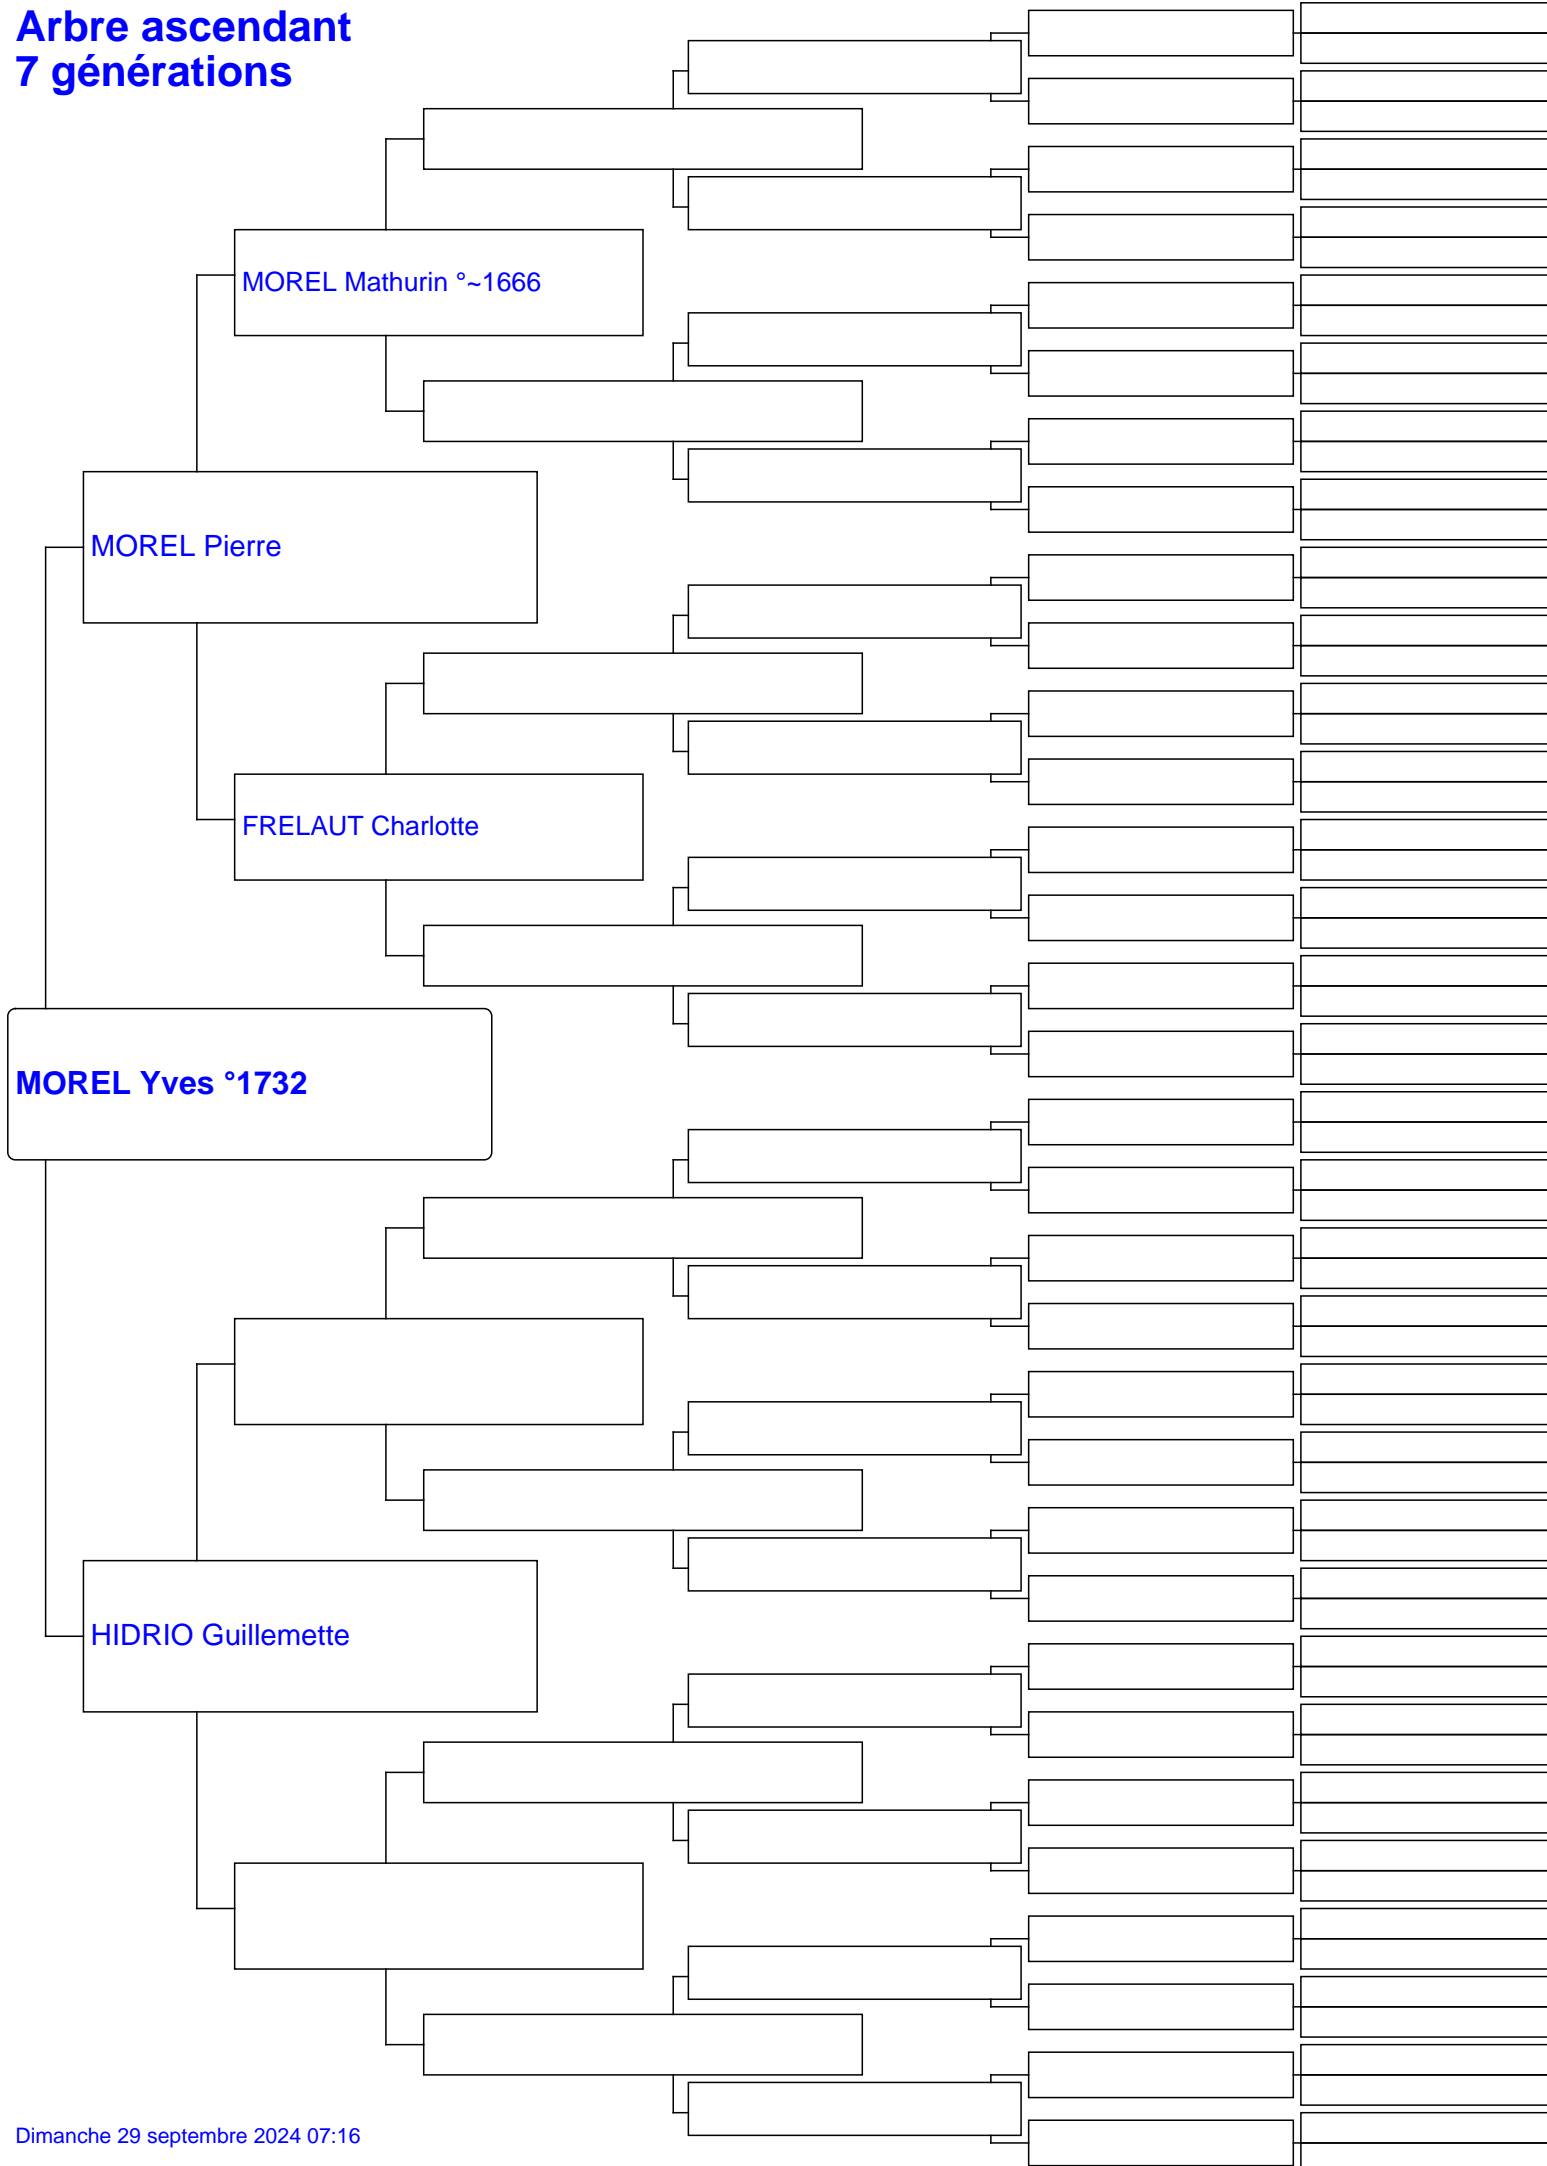 Arbre ascendant
7 générations
MOREL Mathurin °~1666
MOREL Pierre
FRELAUT Charlotte
MOREL Yves °1732
HIDRIO Guillemette
Dimanche 29 septembre 2024 07:16